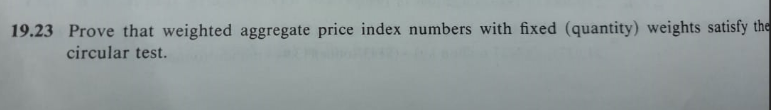 19.23 Prove that weighted aggregate price index numbers with fixed (quantity) weights satisfy the
circular test.